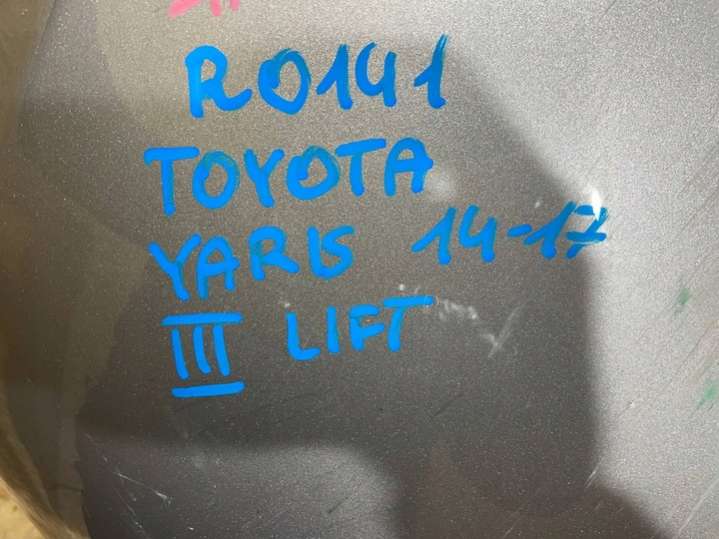 R0141
TOYOTA
YARIS 14-17
III LIFT